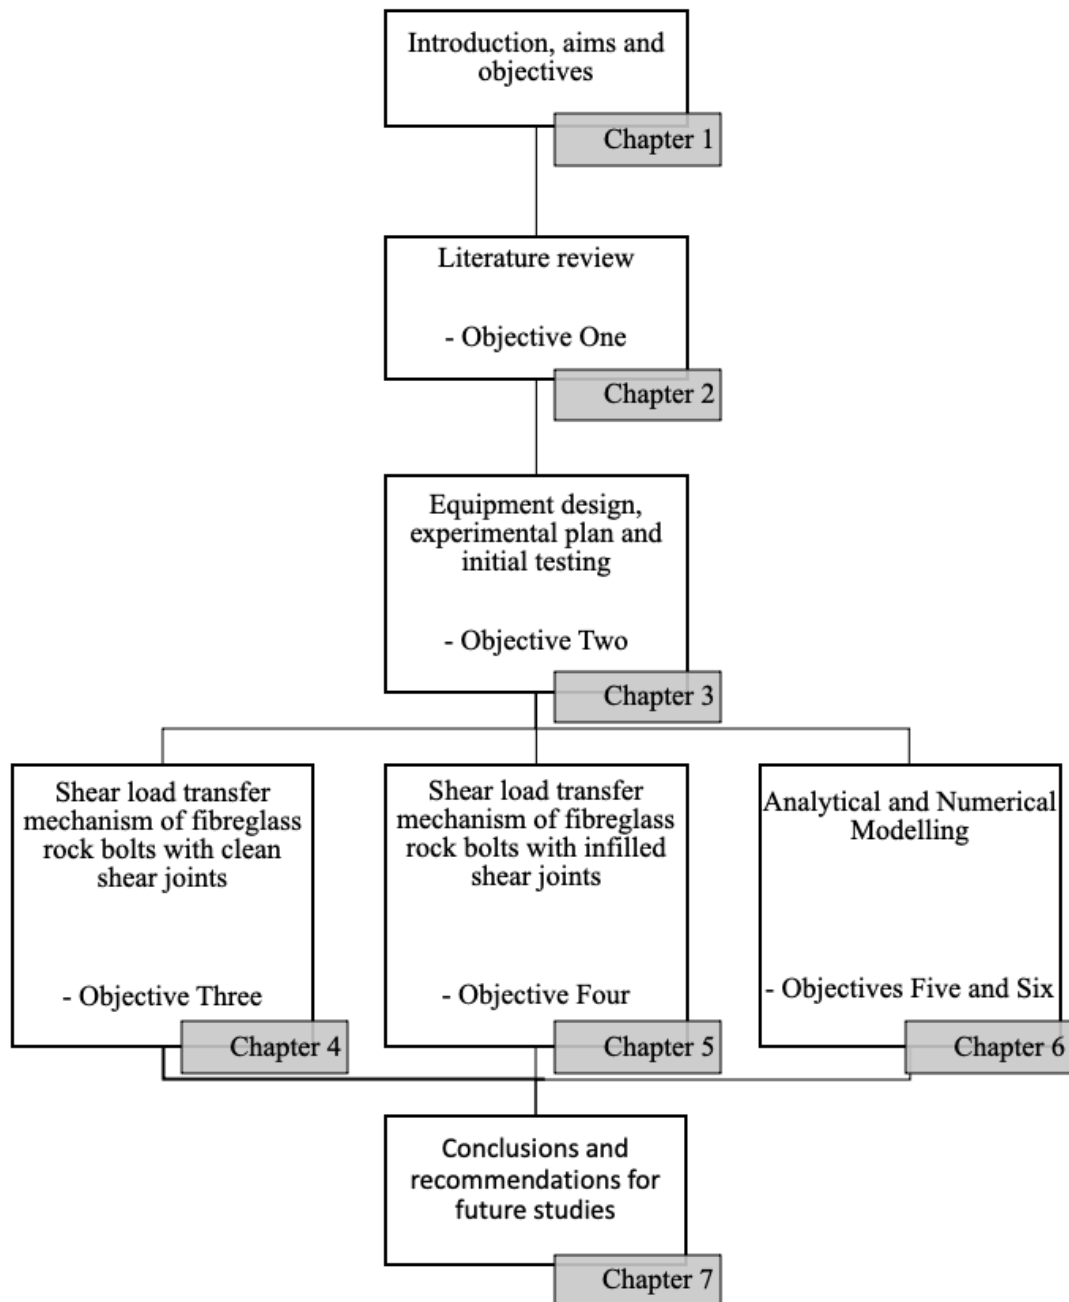 Introduction, aims and
objectives
Chapter 1
Literature review
- Objective One
Chapter 2
Equipment design,
experimental plan and
initial testing
- Objective Two
Chapter 3
Shear load transfer
mechanism of fibreglass
rock bolts with clean
shear joints
- Objective Three
Chapter 4
Shear load transfer
mechanism of fibreglass
rock bolts with infilled
shear joints
- Objective Four
Chapter 5
Analytical and Numerical
Modelling
- Objectives Five and Six
Chapter 6
Conclusions and
recommendations for
future studies
Chapter 7